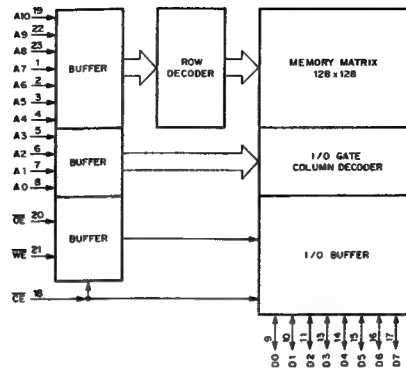 A10 19
A9 22
A8 23
A7 1
A6 2
A5 3
A4 4
A3 5
A2 6
A1 7
A0 8
OE 20
WE 21
CE 18
BUFFER
BUFFER
BUFFER
ROW
DECODER
MEMORY MATRIX
128x128
I/O GATE
COLUMN DECODER
I/O BUFFER
9 10 11 13 14 15 16 17
D0 D1 D2 D3 D4 D5 D6 D7